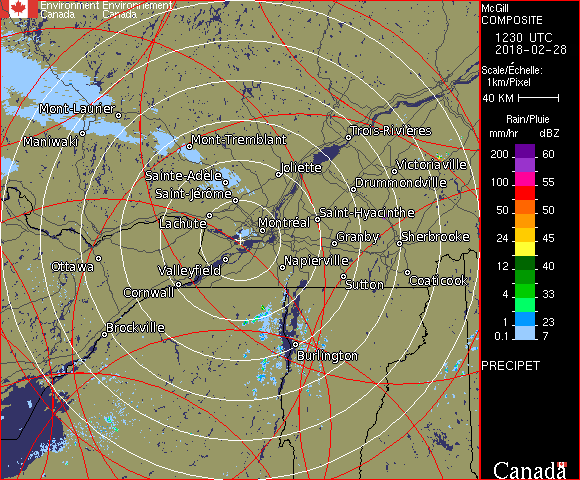 Environment Environnement
Canada Canada
McGill
COMPOSITE
1230 UTC
2018-02-28
Scale/Échelle:
1km/Pixel
40 KM
Rain/Pluie
mm/hr dBZ
200 60
150 57
100 55
50 50
24 45
12 40
4 33
1 23
0.1 7
PRECIPET
Canada
Mont-Laurier
Maniwaki
Mont-Tremblant
Trois-Rivières
Joliette
Victoriaville
Sainte-Adèle
Drummondville
Saint-Jérôme
Lachute
Montréal
Saint-Hyacinthe
Granby
Sherbrooke
Ottawa
Valleyfield
Napierville
Cornwall
Sutton
Coaticook
Brockville
Burlington